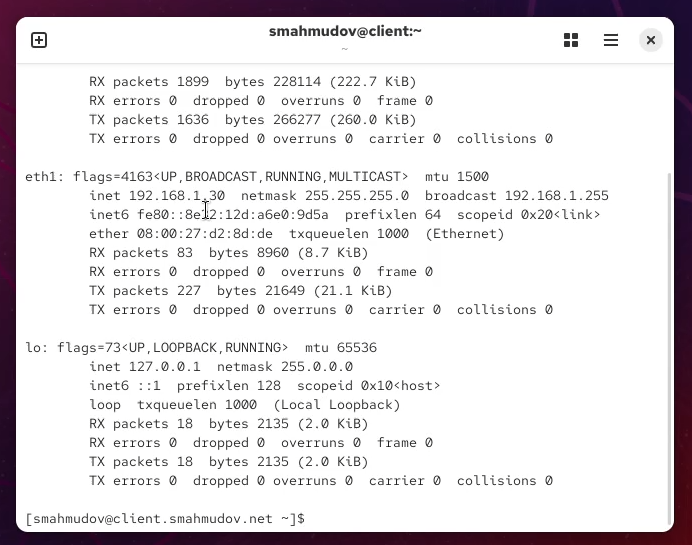 smahmudov@client:~
~
RX packets 1899  bytes 228114 (222.7 KiB)
RX errors 0  dropped 0  overruns 0  frame 0
TX packets 1636  bytes 266277 (260.0 KiB)
TX errors 0  dropped 0 overruns 0  carrier 0  collisions 0
eth1: flags=4163<UP,BROADCAST,RUNNING,MULTICAST>  mtu 1500
inet 192.168.1.30  netmask 255.255.255.0  broadcast 192.168.1.255
inet6  prefixlen 64  scopeid 0x20<link>
ether 08:00:27:d2:8d:de  txqueuelen 1000  (Ethernet)
RX packets 83  bytes 8960 (8.7 KiB)
RX errors 0  dropped 0  overruns 0  frame 0
TX packets 227  bytes 21649 (21.1 KiB)
TX errors 0  dropped 0 overruns 0  carrier 0  collisions 0
lo: flags=73<UP,LOOPBACK,RUNNING>  mtu 65536
inet 127.0.0.1  netmask 255.0.0.0
inet6 ::1  prefixlen 128  scopeid 0x10<host>
loop  txqueuelen 1000  (Local Loopback)
RX packets 18  bytes 2135 (2.0 KiB)
RX errors 0  dropped 0  overruns 0  frame 0
TX packets 18  bytes 2135 (2.0 KiB)
TX errors 0  dropped 0 overruns 0  carrier 0  collisions 0
[smahmudov@client.smahmudov.net ~]$